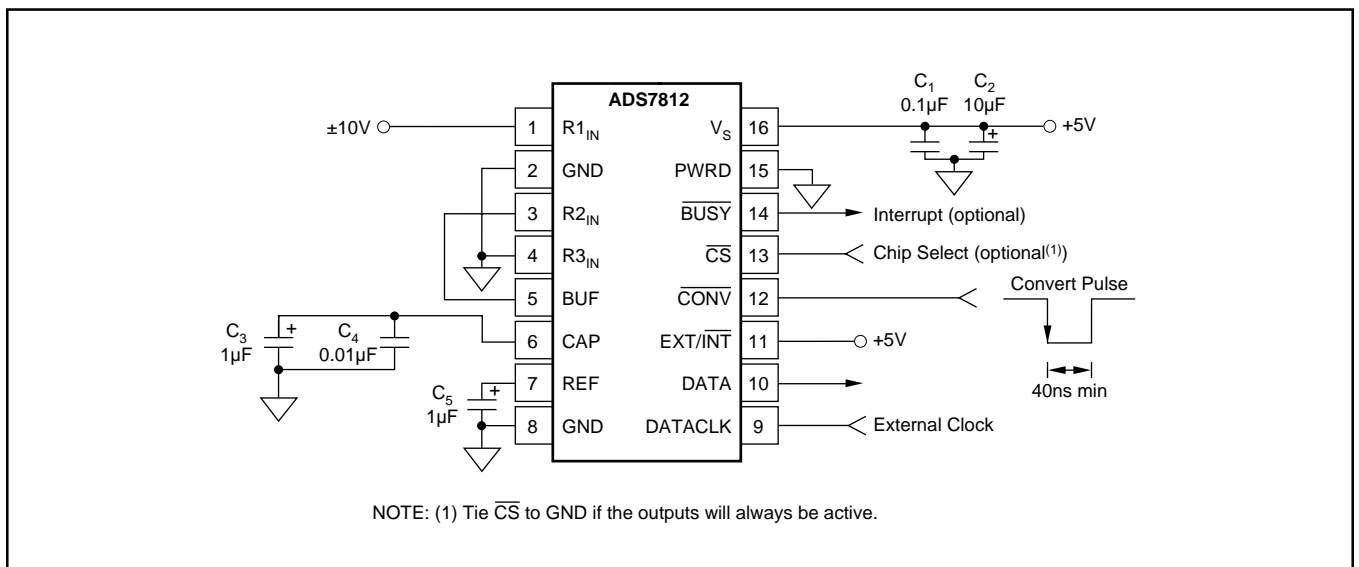 ADS7812
±10V
1 R1IN
2 GND
3 R2IN
4 R3IN
5 BUF
6 CAP
7 REF
8 GND
VS 16
PWRD 15
BUSY 14
CS 13
CONV 12
EXT/INT 11
DATA 10
DATACLK 9
C1
0.1µF
C2
10µF
+
+5V
Interrupt (optional)
Chip Select (optional(1))
Convert Pulse
40ns min
+5V
External Clock
C3
1µF
+
C4
0.01µF
C5
1µF
+
NOTE: (1) Tie CS to GND if the outputs will always be active.